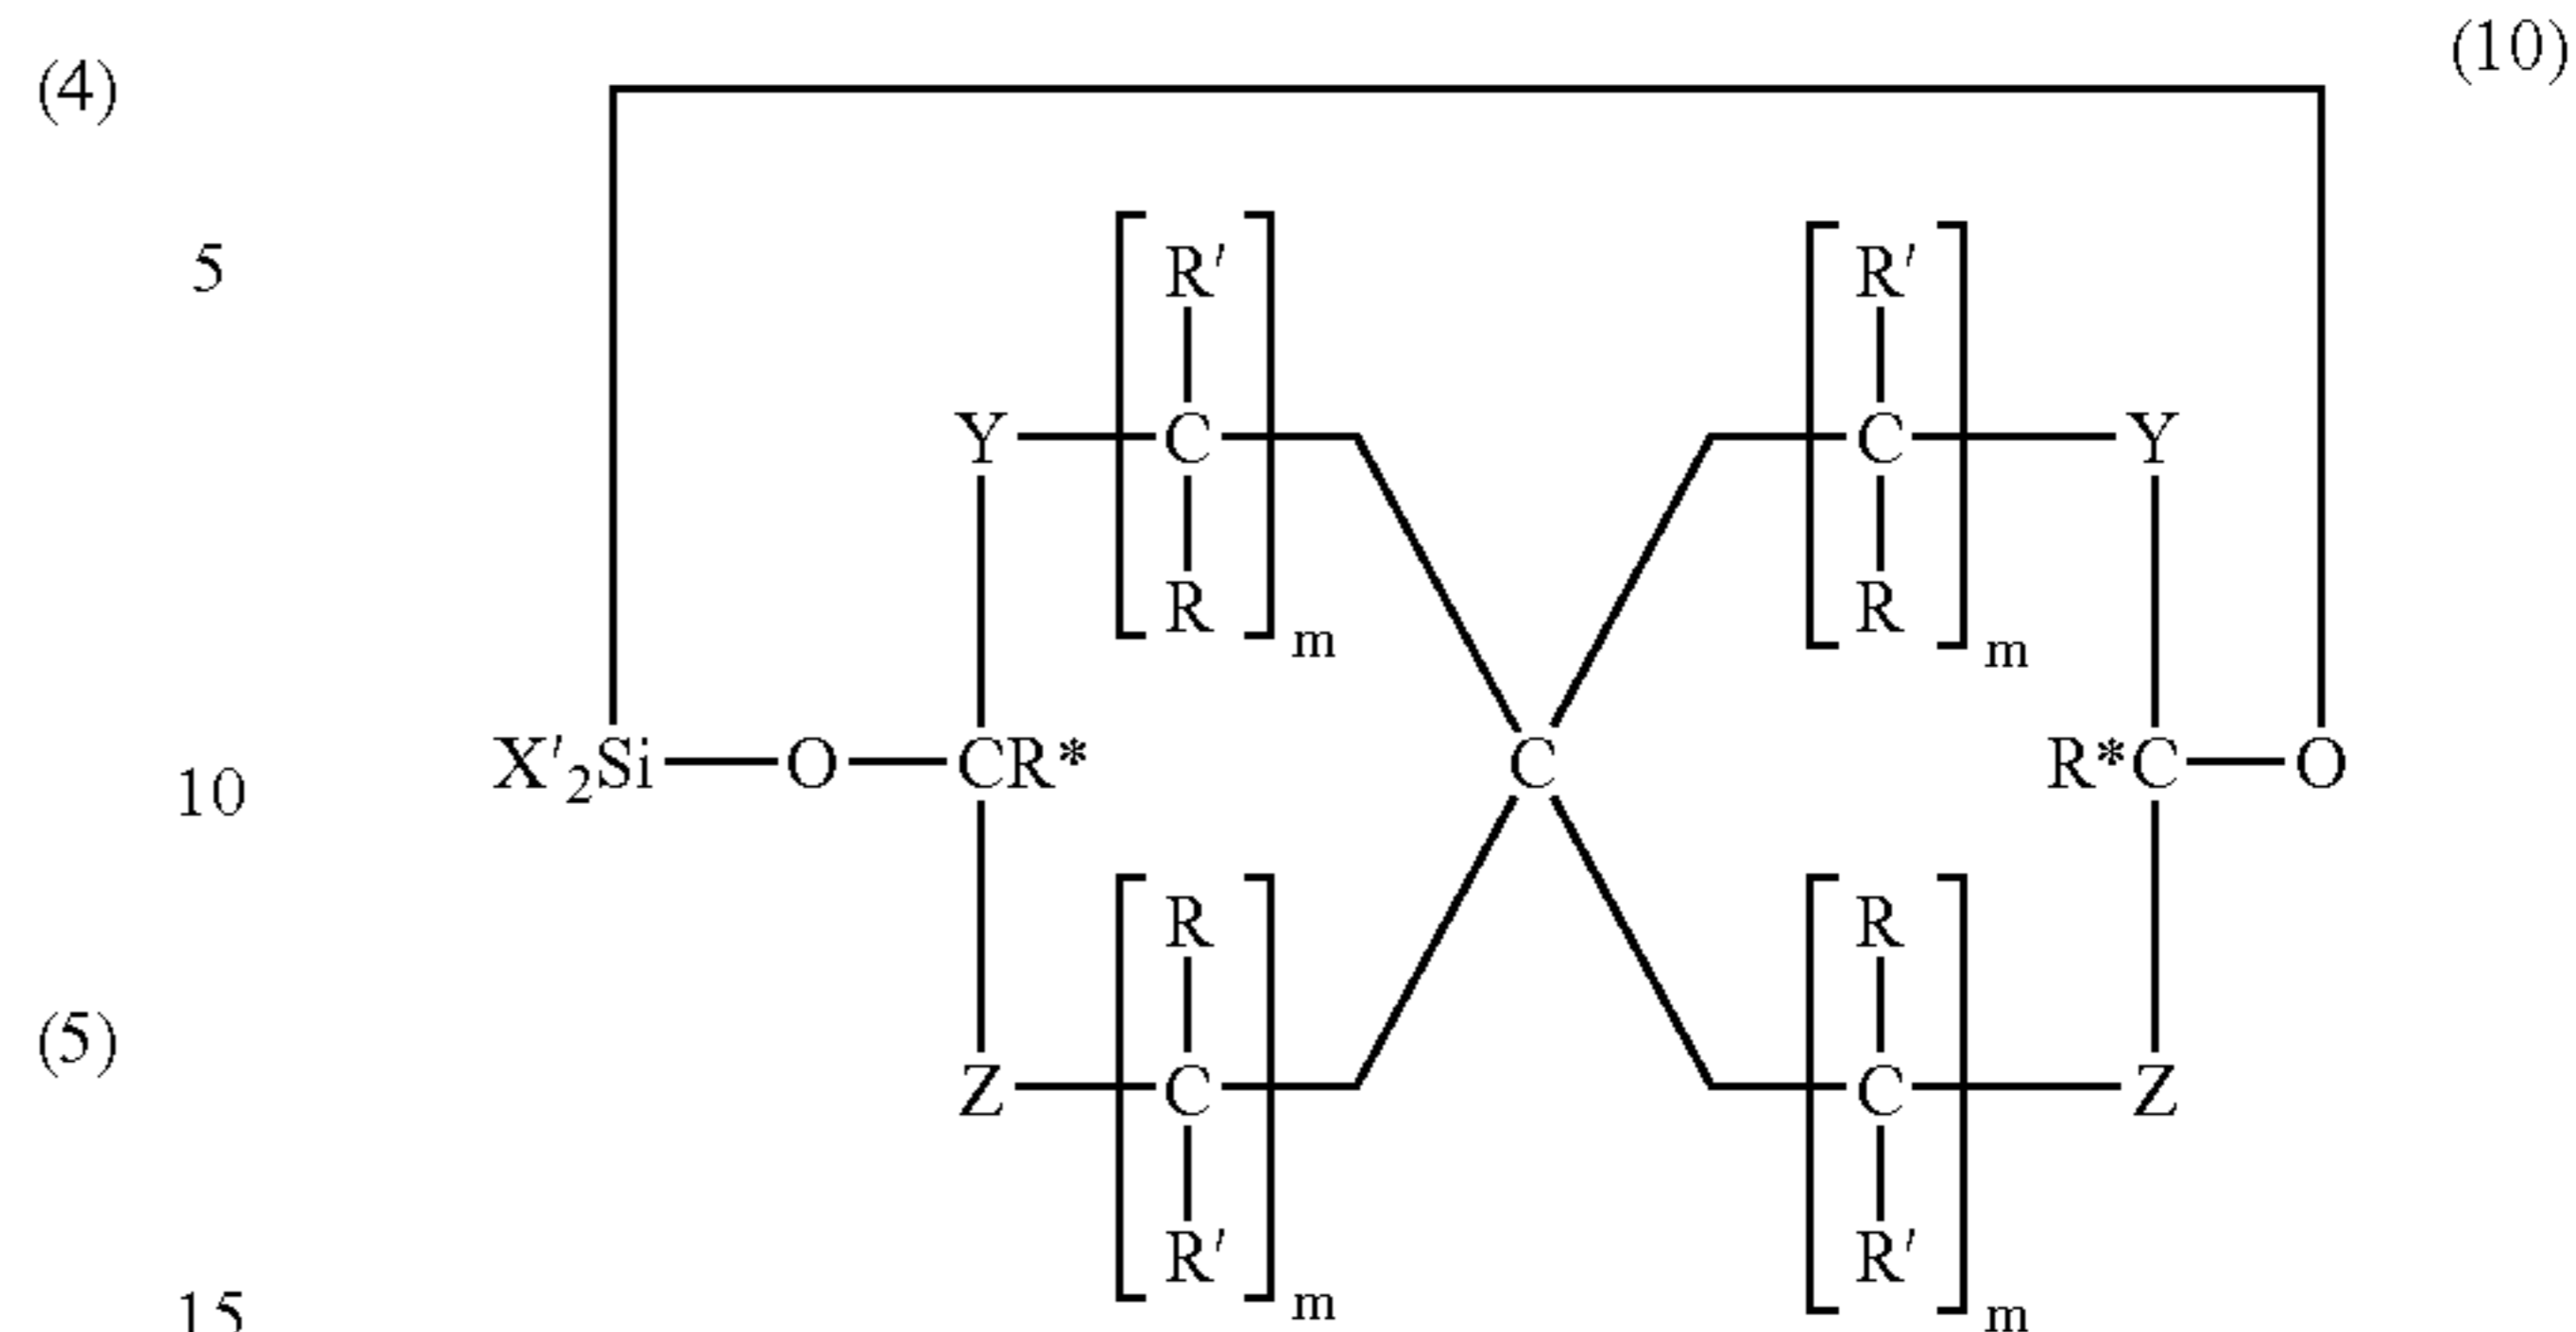 (4) (10)
5 R′ R′
Y C C Y
R m R m
10 X′₂Si O CR* C R*C O
R R
(5) Z C C Z
R′ m R′ m
15